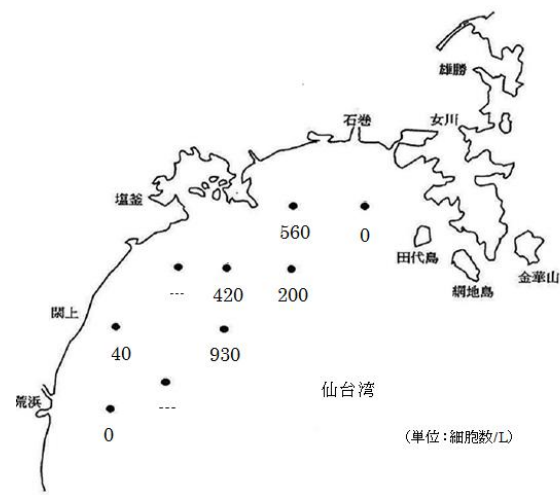 雄勝
石巻
女川
塩釜
560
0
田代島
金華山
網地島
---
420
200
閖上
40
930
仙台湾
荒浜
---
0
(単位:細胞数/L)